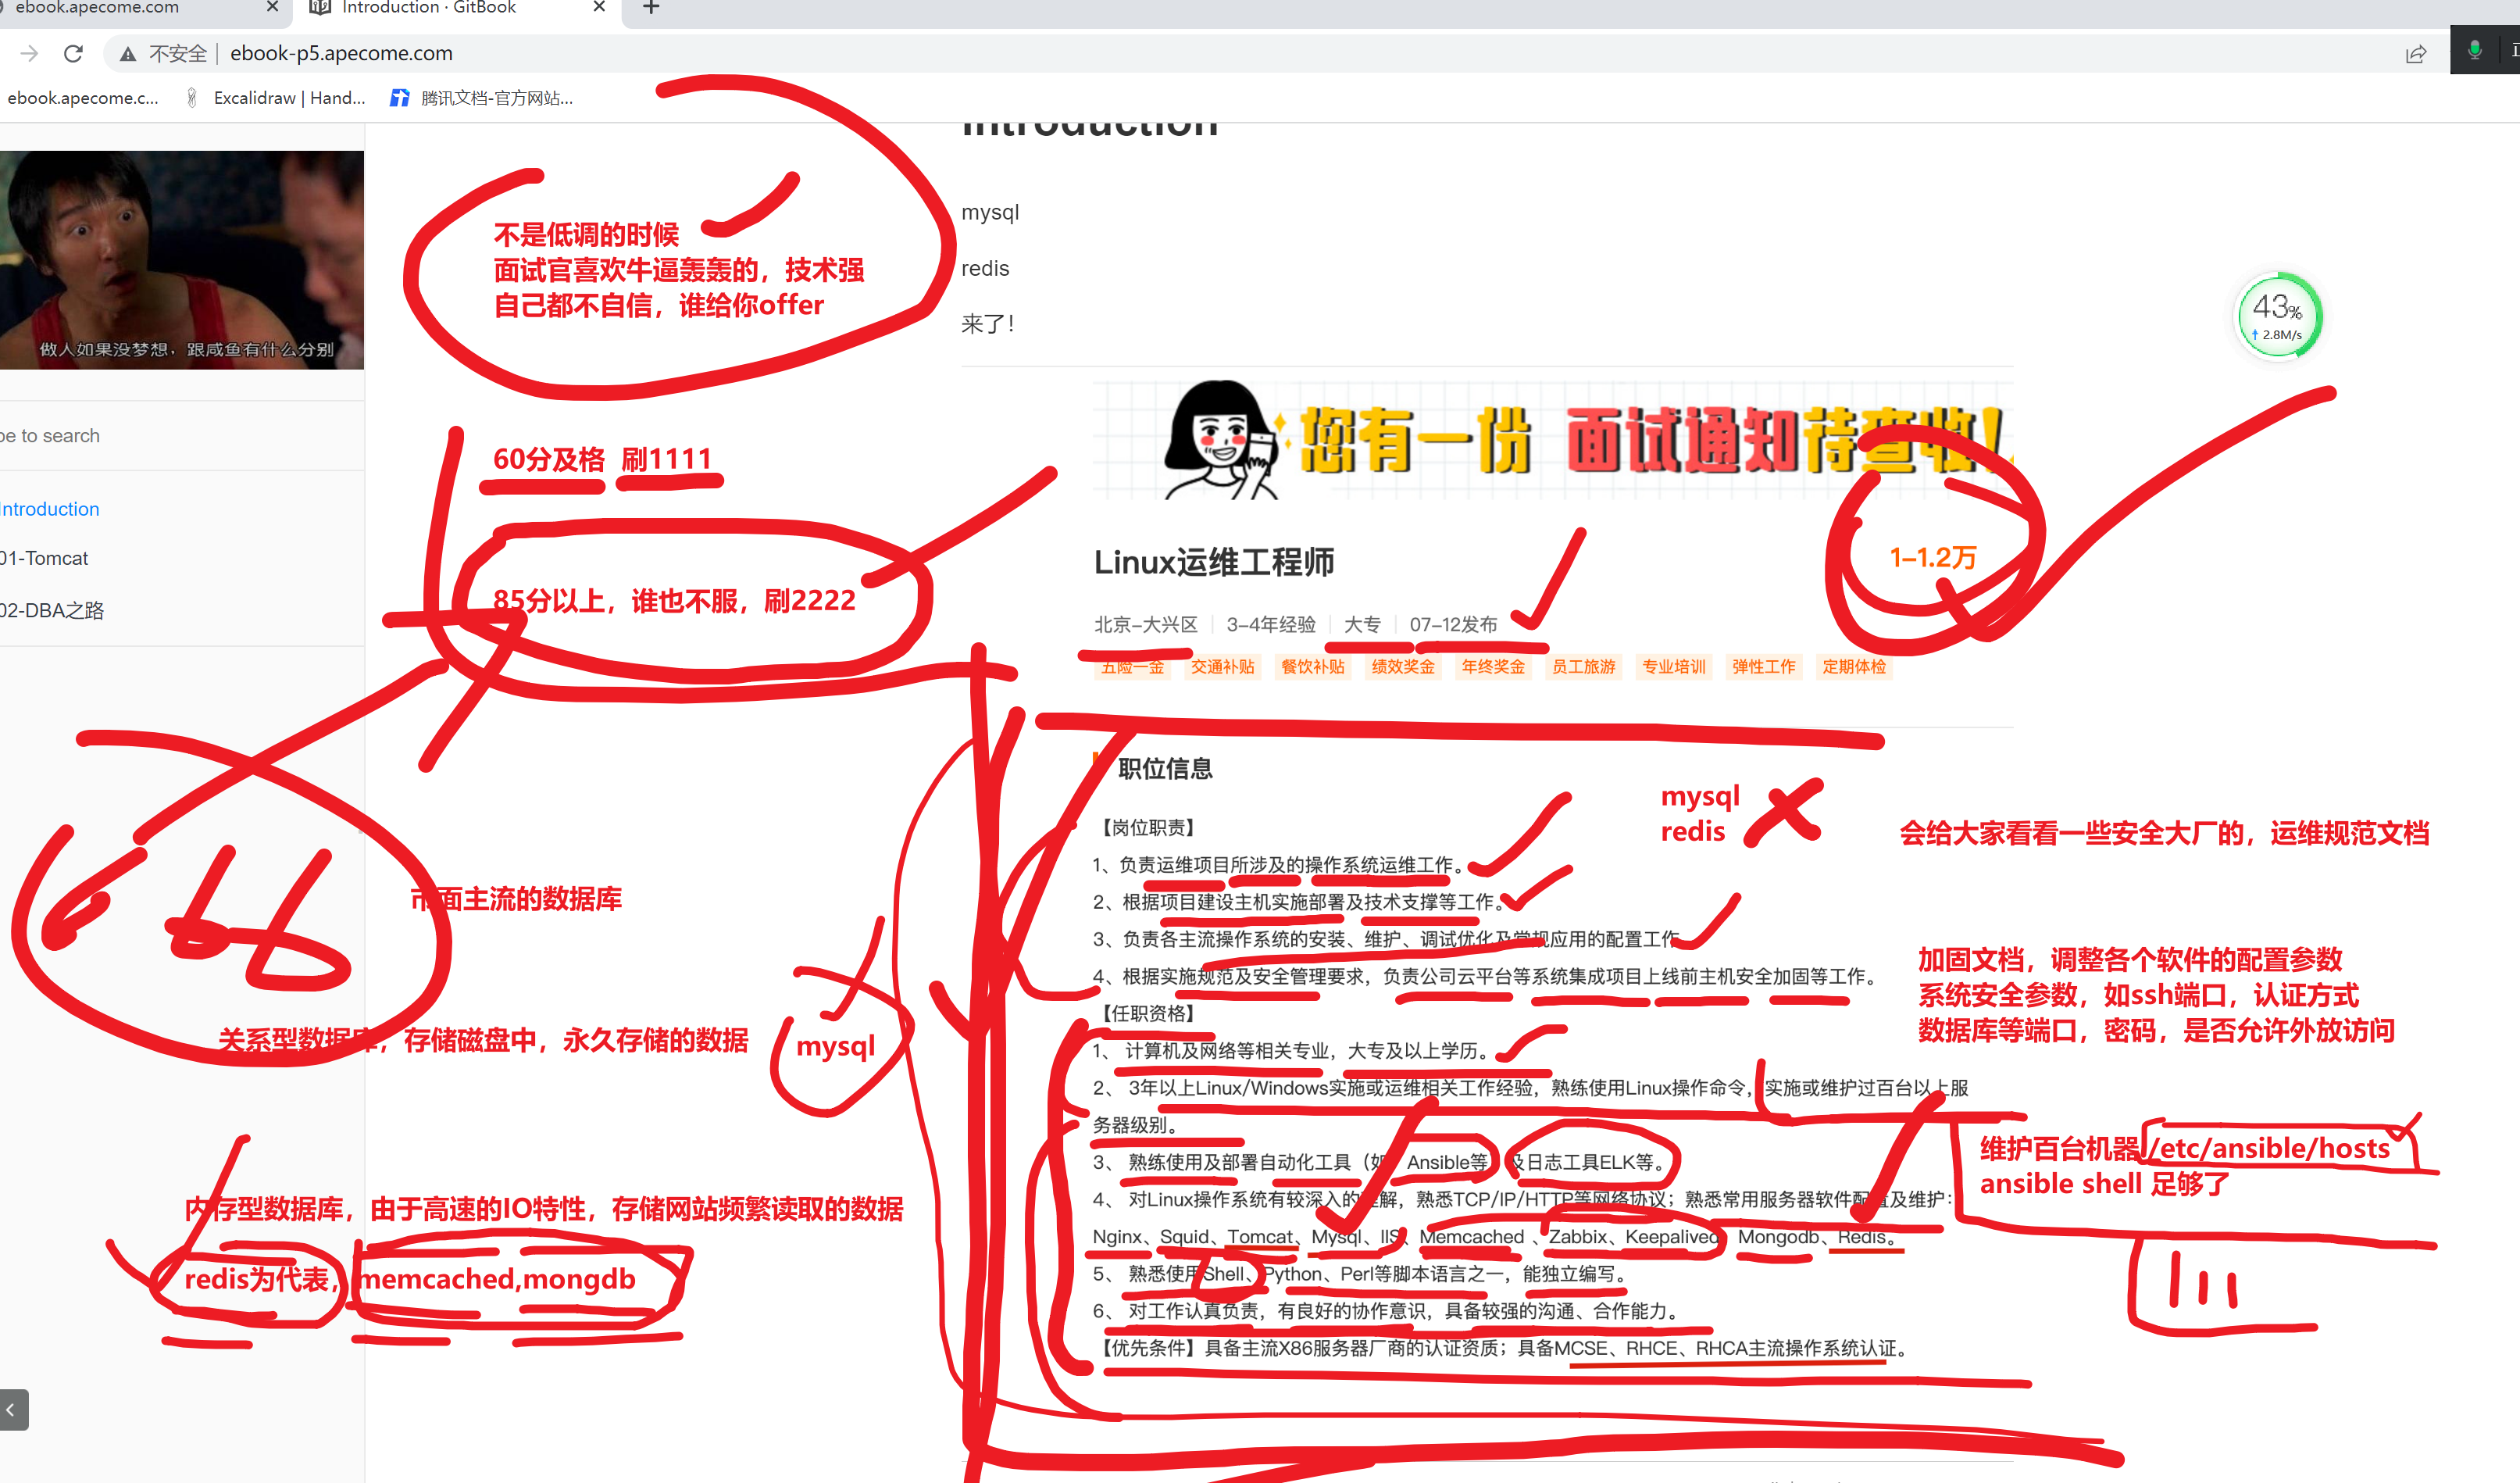 ebook.apecome.com
Introduction · GitBook
不安全
ebook-p5.apecome.com
ebook.apecome.c...
Excalidraw | Hand...
腾讯文档-官方网站...
Introduction
做人如果没梦想，跟咸鱼有什么分别
to search
Introduction
01-Tomcat
02-DBA之路
不是低调的时候
面试官喜欢牛逼轰轰的，技术强
自己都不自信，谁给你offer
60分及格 刷1111
85分以上，谁也不服，刷2222
666
市面主流的数据库
关系型数据库，存储磁盘中，永久存储的数据
mysql
内存型数据库，由于高速的IO特性，存储网站频繁读取的数据
redis为代表，memcached,mongdb
mysql
redis
来了！
43%
2.8M/s
您有一份 面试通知待查收！
Linux运维工程师
1-1.2万
北京-大兴区 3-4年经验 大专 07-12发布
五险一金 交通补贴 餐饮补贴 绩效奖金 年终奖金 员工旅游 专业培训 弹性工作 定期体检
职位信息
mysql
redis
会给大家看看一些安全大厂的，运维规范文档
【岗位职责】
1、负责运维项目所涉及的操作系统运维工作。
2、根据项目建设主机实施部署及技术支撑等工作。
3、负责各主流操作系统的安装、维护、调试优化及常规应用的配置工作
4、根据实施规范及安全管理要求，负责公司云平台等系统集成项目上线前主机安全加固等工作。
加固文档，调整各个软件的配置参数
系统安全参数，如ssh端口，认证方式
数据库等端口，密码，是否允许外放访问
【任职资格】
1、 计算机及网络等相关专业，大专及以上学历。
2、 3年以上Linux/Windows实施或运维相关工作经验，熟练使用Linux操作命令，实施或维护过百台以上服
务器级别。
3、 熟练使用及部署自动化工具（如 Ansible等）及日志工具ELK等。
4、 对Linux操作系统有较深入的理解，熟悉TCP/IP/HTTP等网络协议；熟悉常用服务器软件配置及维护：
Nginx、Squid、Tomcat、Mysql、IIS、Memcached 、Zabbix、Keepalived、Mongodb、Redis。
5、 熟悉使用Shell、Python、Perl等脚本语言之一，能独立编写。
6、 对工作认真负责，有良好的协作意识，具备较强的沟通、合作能力。
【优先条件】具备主流X86服务器厂商的认证资质；具备MCSE、RHCE、RHCA主流操作系统认证。
维护百台机器 /etc/ansible/hosts
ansible shell 足够了